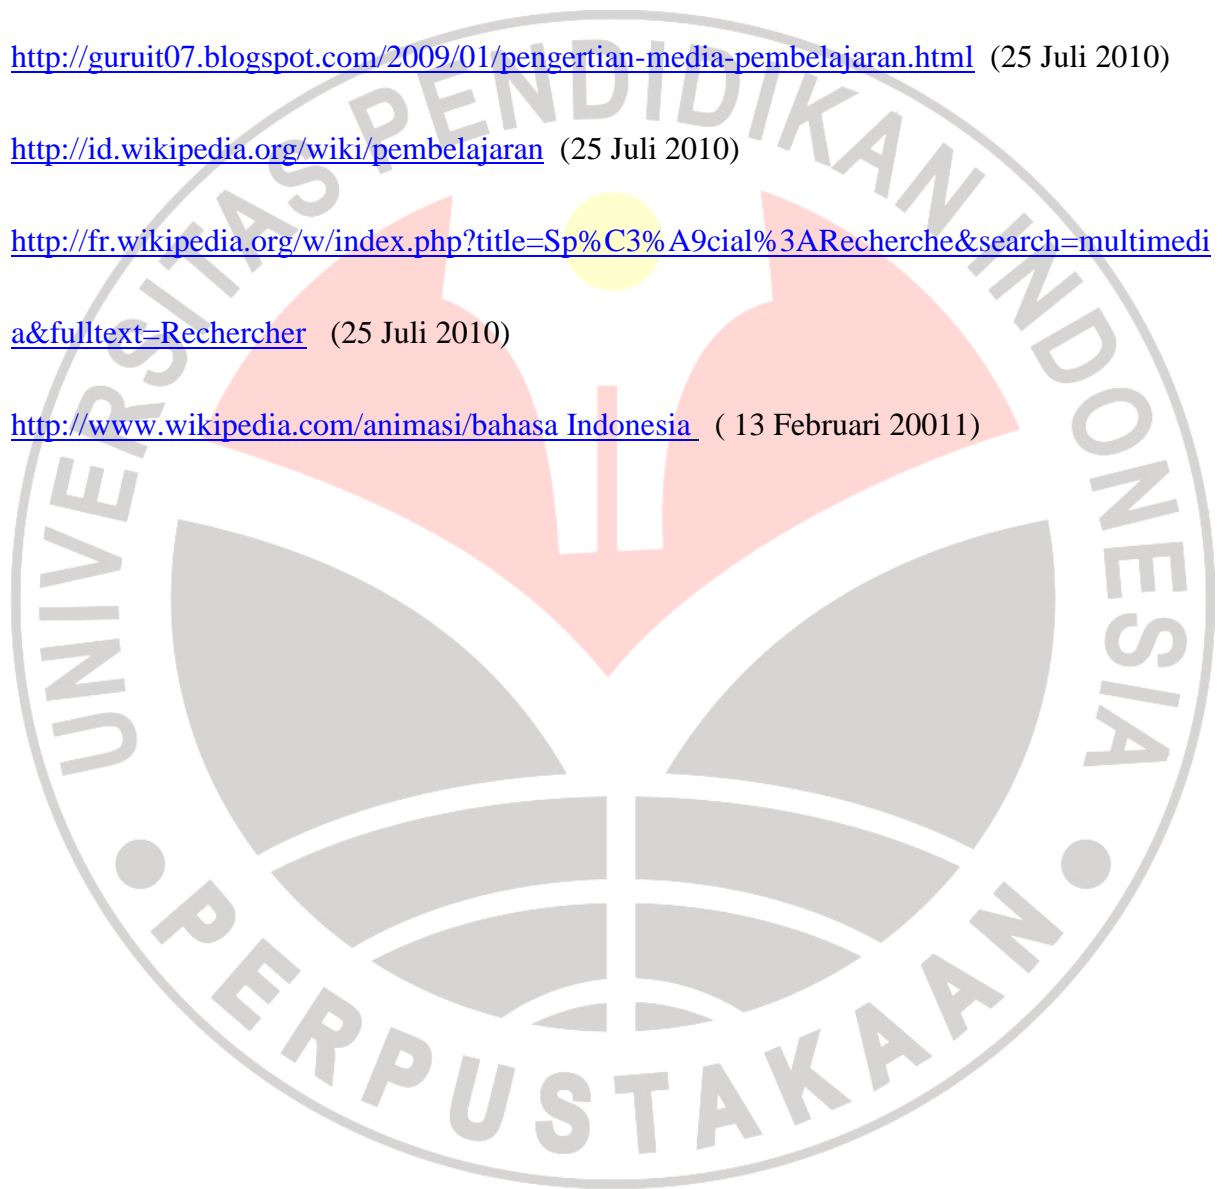 http://guruit07.blogspot.com/2009/01/pengertian-media-pembelajaran.html (25 Juli 2010)
http://id.wikipedia.org/wiki/pembelajaran (25 Juli 2010)
http://fr.wikipedia.org/w/index.php?title=Sp%C3%A9cial%3ARecherche&search=multimedi
a&fulltext=Rechercher (25 Juli 2010)
http://www.wikipedia.com/animasi/bahasa Indonesia ( 13 Februari 20011)
UNIVERSITAS PENDIDIKAN INDONESIA
PERPUSTAKAAN